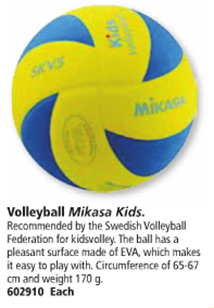 Kids
Volleyball
SKV5
MIKASA
Volleyball Mikasa Kids.
Recommended by the Swedish Volleyball
Federation for kidsvolley. The ball has a
pleasant surface made of EVA, which makes
it easy to play with. Circumference of 65-67
cm and weight 170 g.
602910 Each